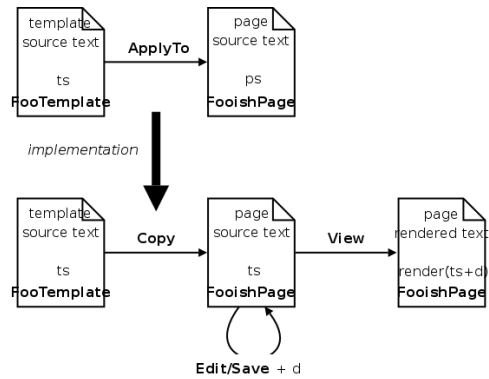 template
source text
ts
FooTemplate
ApplyTo
page
source text
ps
FooishPage
implementation
template
source text
ts
FooTemplate
Copy
page
source text
ts
FooishPage
View
page
rendered text
render(ts+d)
FooishPage
Edit/Save + d